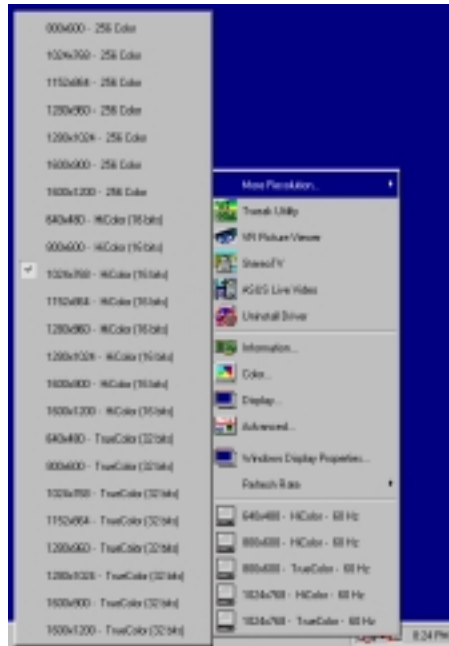 800x600 - 256 Color
1024x768 - 256 Color
1152x864 - 256 Color
1280x960 - 256 Color
1280x1024 - 256 Color
1600x900 - 256 Color
1600x1200 - 256 Color
640x480 - HiColor (16 bits)
800x600 - HiColor (16 bits)
1024x768 - HiColor (16 bits)
1152x864 - HiColor (16 bits)
1280x960 - HiColor (16 bits)
1280x1024 - HiColor (16 bits)
1600x900 - HiColor (16 bits)
1600x1200 - HiColor (16 bits)
640x480 - TrueColor (32 bits)
800x600 - TrueColor (32 bits)
1024x768 - TrueColor (32 bits)
1152x864 - TrueColor (32 bits)
1280x960 - TrueColor (32 bits)
1280x1024 - TrueColor (32 bits)
1600x900 - TrueColor (32 bits)
1600x1200 - TrueColor (32 bits)
More Resolution...
Tweak Utility
VR Picture Viewer
StereoTV
ASUS Live Video
Uninstall Driver
Information...
Color...
Display...
Advanced...
Windows Display Properties...
Refresh Rate
640x480 - HiColor - 60 Hz
800x600 - HiColor - 60 Hz
800x600 - TrueColor - 60 Hz
1024x768 - HiColor - 60 Hz
1024x768 - TrueColor - 60 Hz
8:24 PM